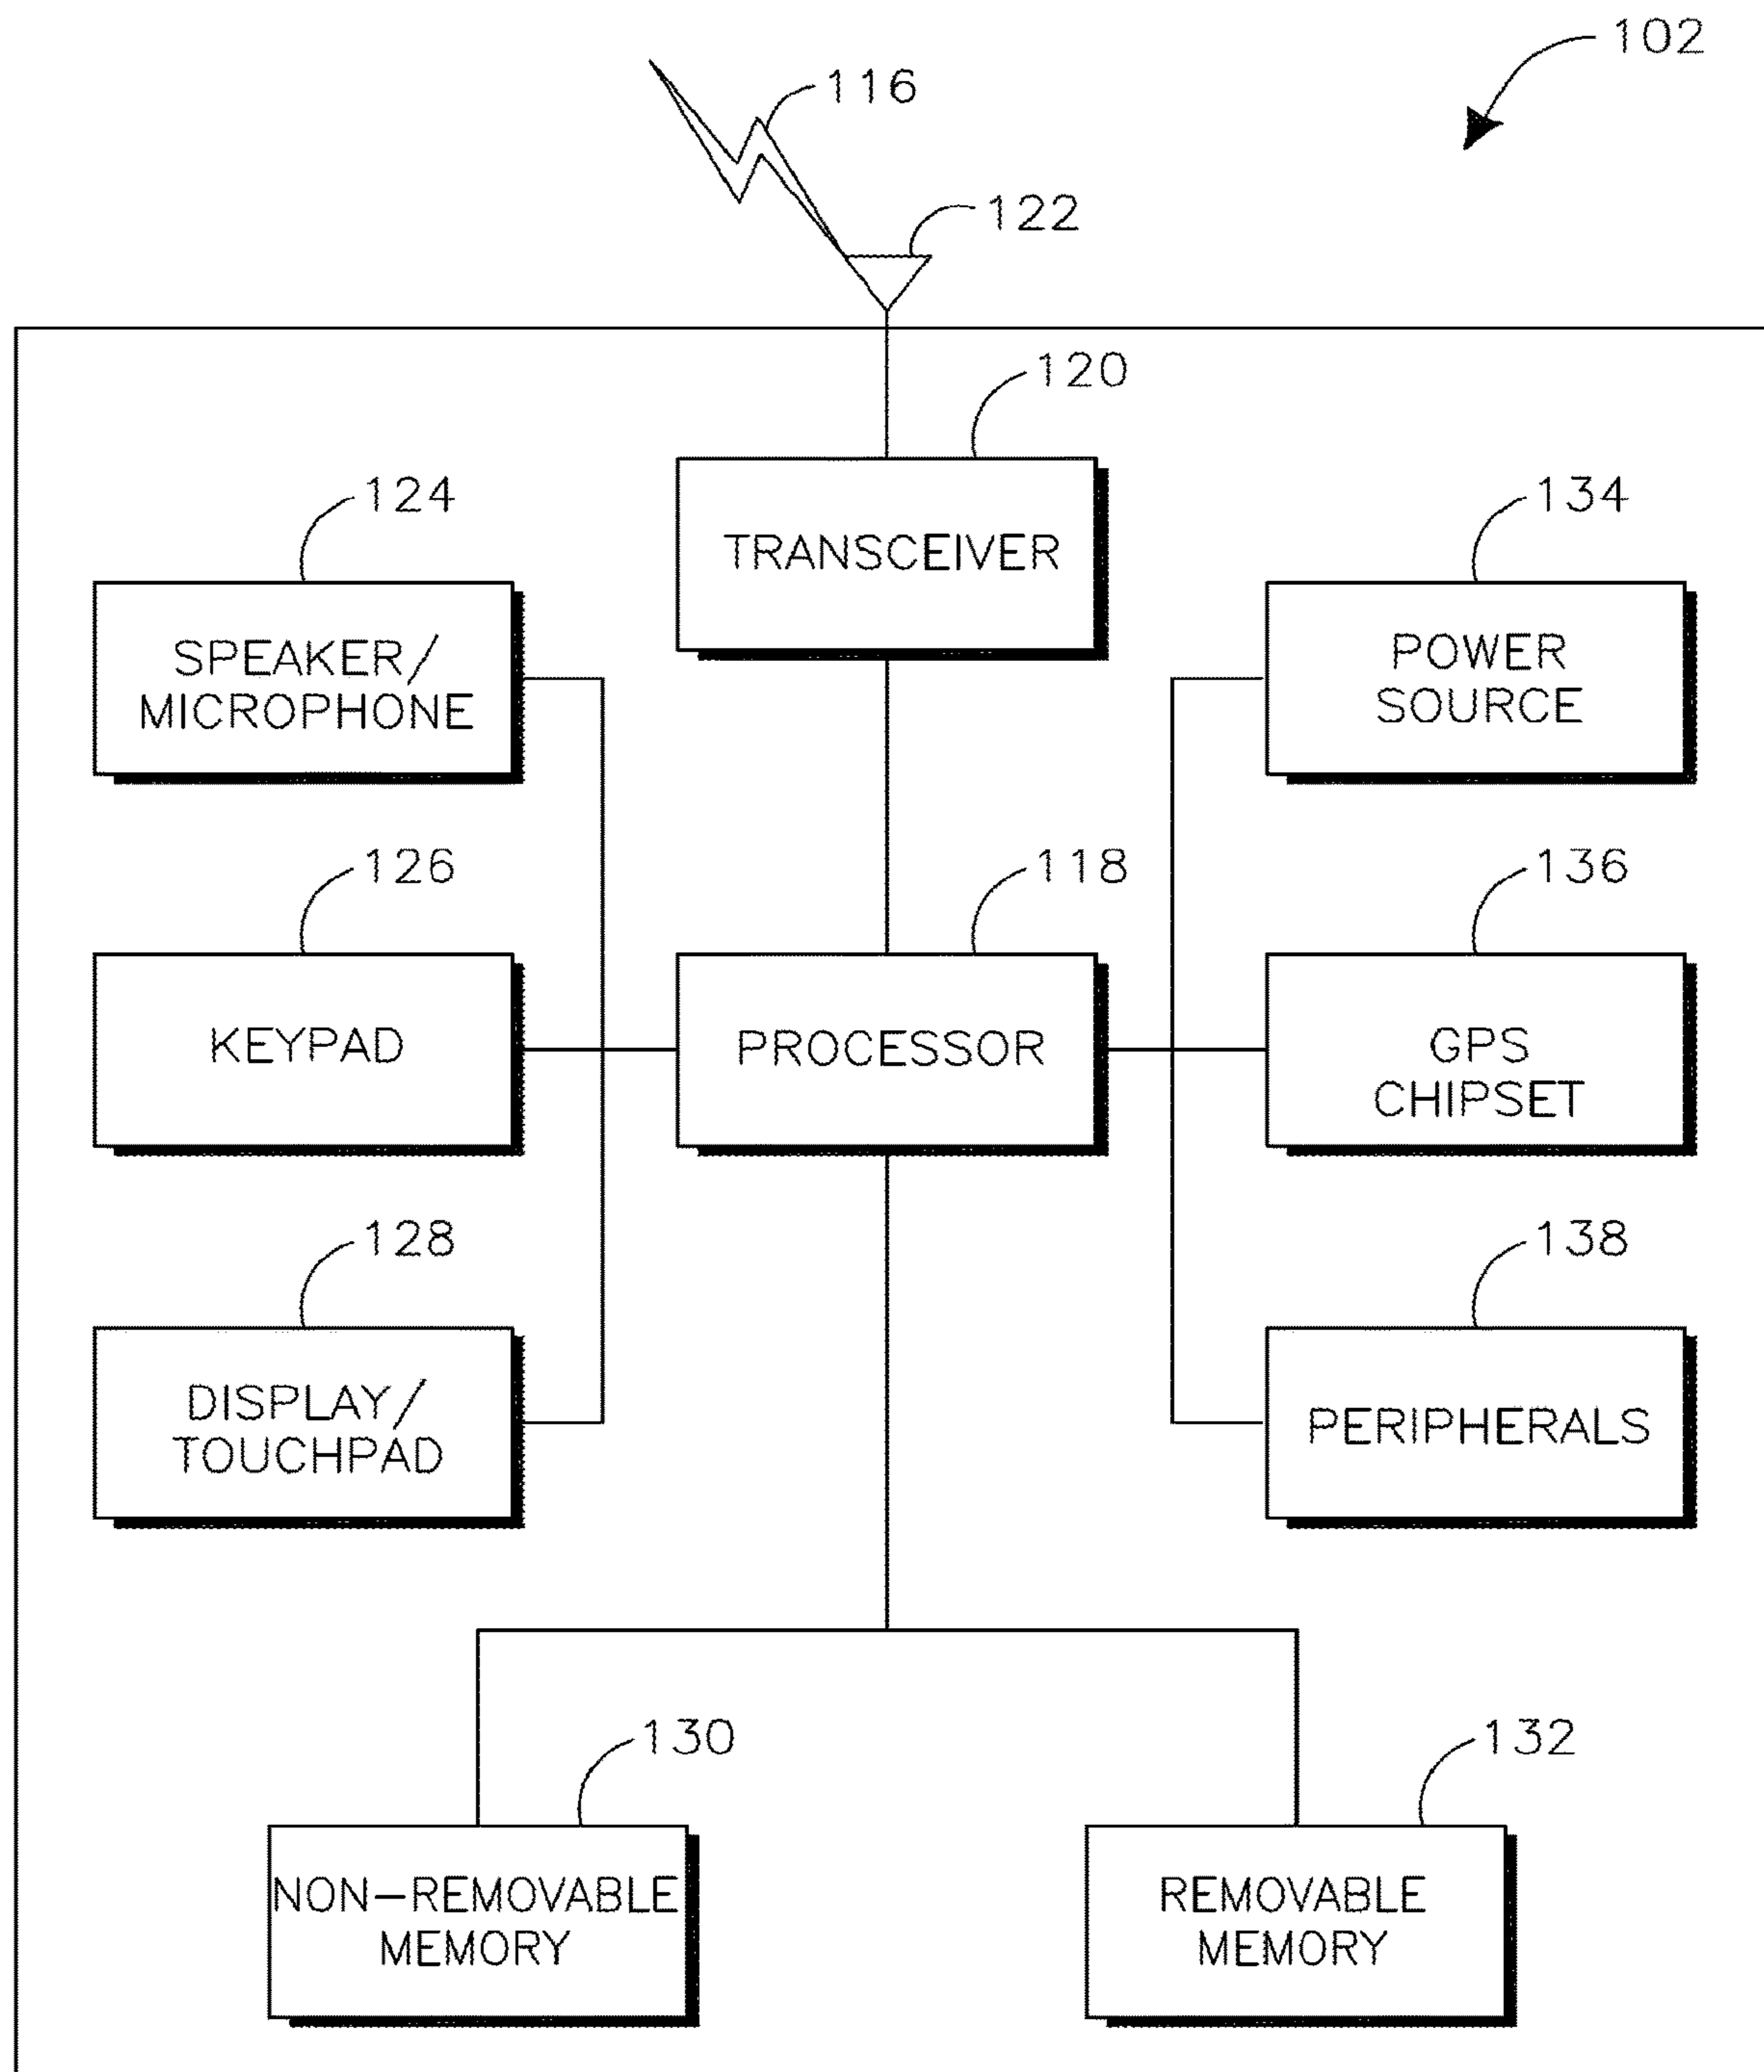 102
116
122
120
TRANSCEIVER
124
SPEAKER/
MICROPHONE
134
POWER
SOURCE
126
KEYPAD
118
PROCESSOR
136
GPS
CHIPSET
128
DISPLAY/
TOUCHPAD
138
PERIPHERALS
130
NON-REMOVABLE
MEMORY
132
REMOVABLE
MEMORY